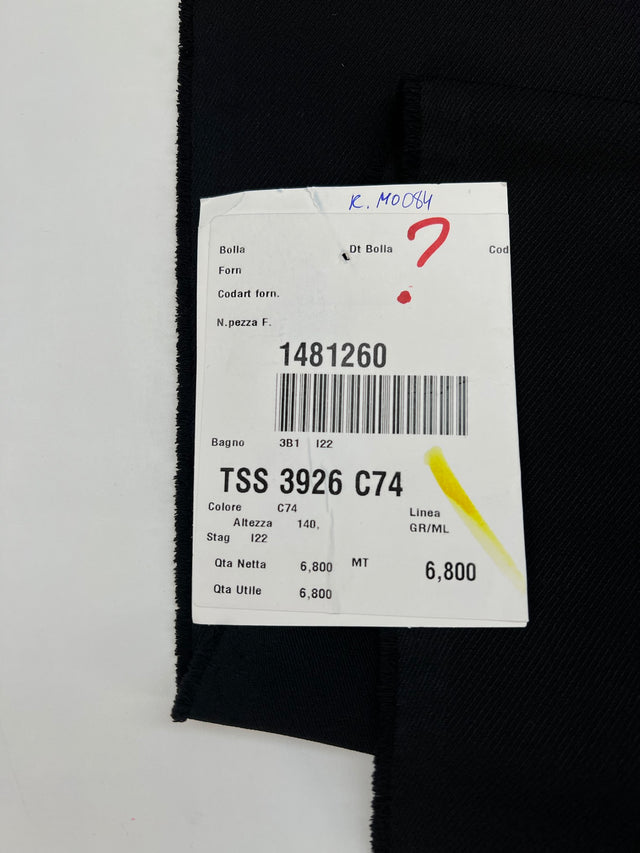 R. M0084
?
Bolla Dt Bolla Cod
Forn
Codart forn.
N.pezza F.
1481260
Bagno 3B1 I22
TSS 3926 C74
Colore C74 Linea
Altezza 140, GR/ML
Stag I22
Qta Netta 6,800 MT 6,800
Qta Utile 6,800